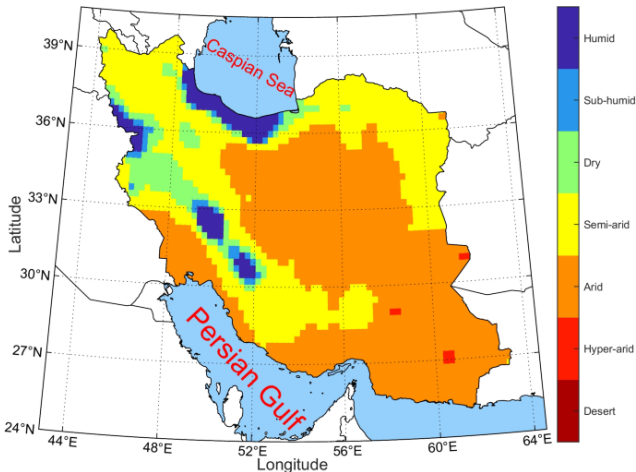 39°N
36°N
33°N
30°N
27°N
24°N
Latitude
44°E
48°E
52°E
56°E
60°E
64°E
Longitude
Caspian Sea
Persian Gulf
Humid
Sub-humid
Dry
Semi-arid
Arid
Hyper-arid
Desert